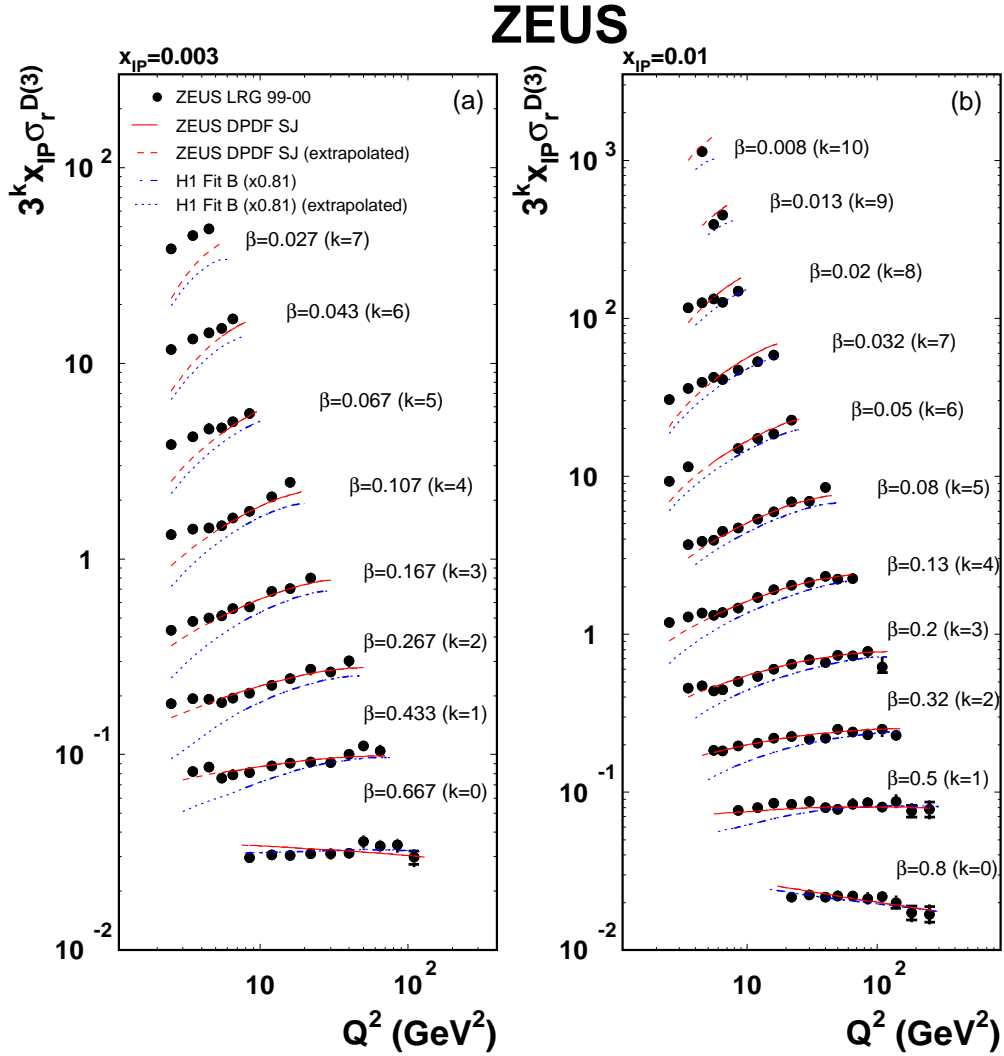 ZEUS
x_IP=0.003
3^k x_IP σ_r^D(3)
(a)
ZEUS LRG 99-00
ZEUS DPDF SJ
ZEUS DPDF SJ (extrapolated)
H1 Fit B (x0.81)
H1 Fit B (x0.81) (extrapolated)
β=0.027 (k=7)
β=0.043 (k=6)
β=0.067 (k=5)
β=0.107 (k=4)
β=0.167 (k=3)
β=0.267 (k=2)
β=0.433 (k=1)
β=0.667 (k=0)
10^2
10
1
10^-1
10^-2
10
10^2
Q^2 (GeV^2)
x_IP=0.01
3^k x_IP σ_r^D(3)
(b)
β=0.008 (k=10)
β=0.013 (k=9)
β=0.02 (k=8)
β=0.032 (k=7)
β=0.05 (k=6)
β=0.08 (k=5)
β=0.13 (k=4)
β=0.2 (k=3)
β=0.32 (k=2)
β=0.5 (k=1)
β=0.8 (k=0)
10^3
10^2
10
1
10^-1
10^-2
10
10^2
Q^2 (GeV^2)